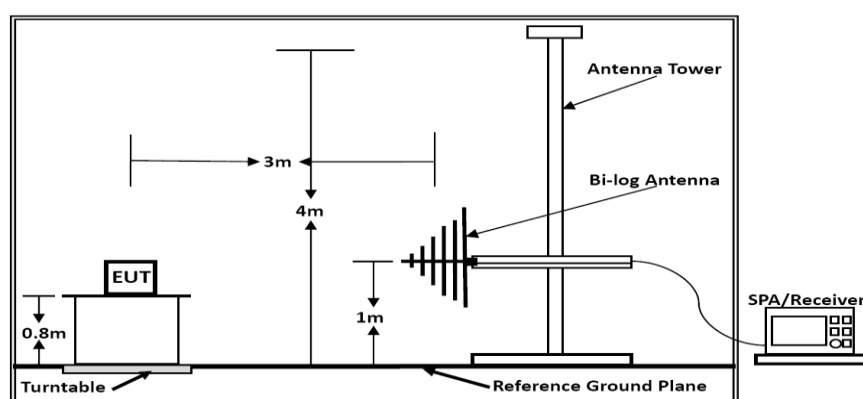 Antenna Tower
3m
Bi-log Antenna
4m
EUT
1m
SPA/Receiver
0.8m
Turntable
Reference Ground Plane